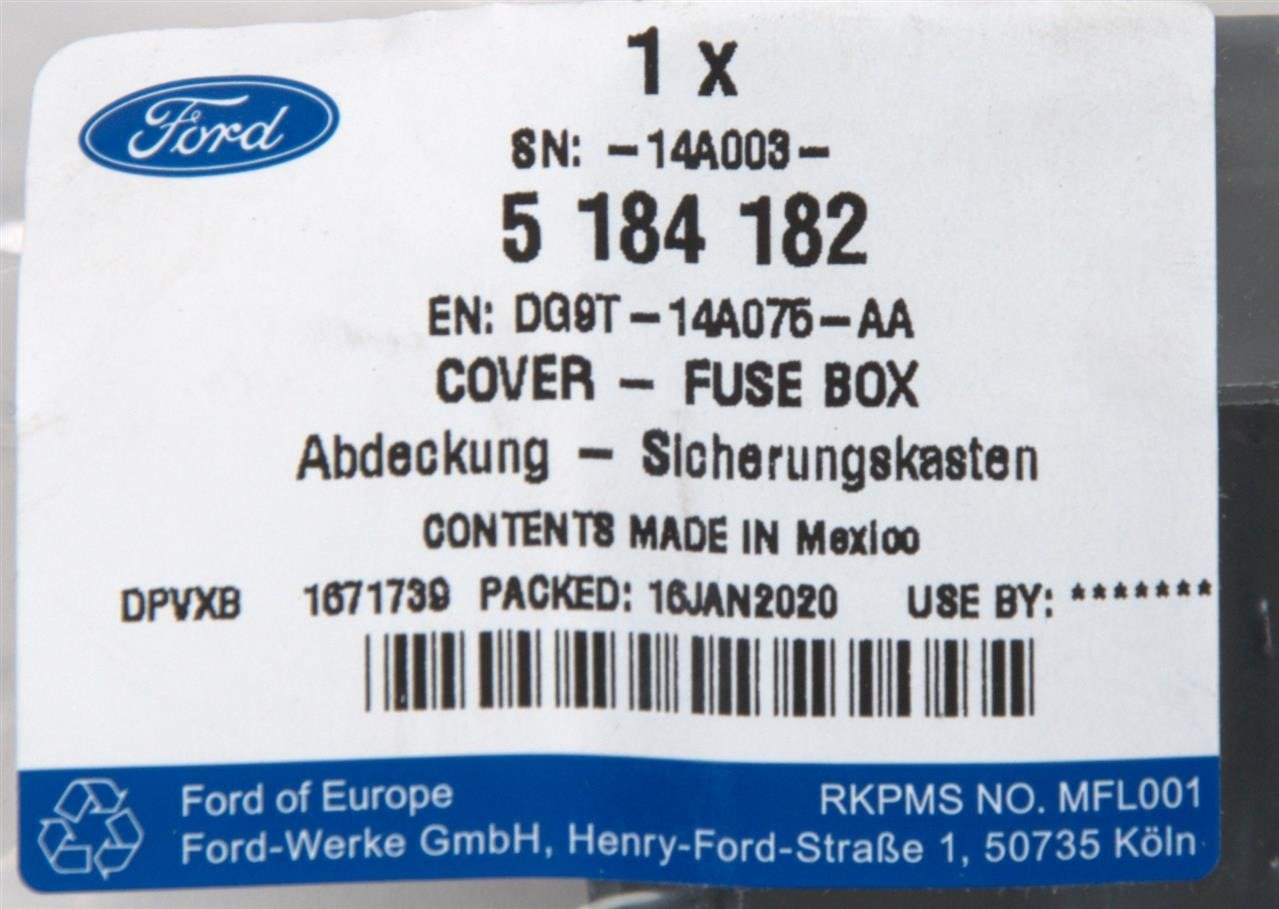 Ford
1 x
SN: -14A003-
5 184 182
EN: DG9T-14A075-AA
COVER - FUSE BOX
Abdeckung - Sicherungskasten
CONTENTS MADE IN Mexico
DPVXB 1671739 PACKED: 16JAN2020 USE BY: *******
Ford of Europe RKPMS NO. MFL001
Ford-Werke GmbH, Henry-Ford-Straße 1, 50735 Köln